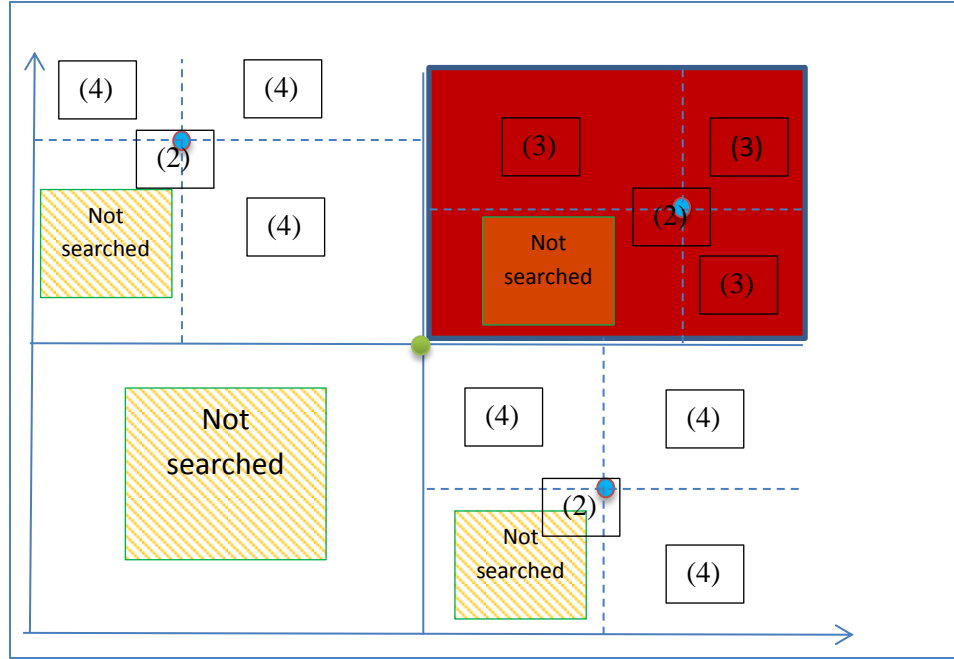 (4)
(4)
(2)
(3)
(3)
Not
searched
(4)
(2)
Not
searched
(3)
Not
searched
(4)
(4)
(2)
Not
searched
(4)